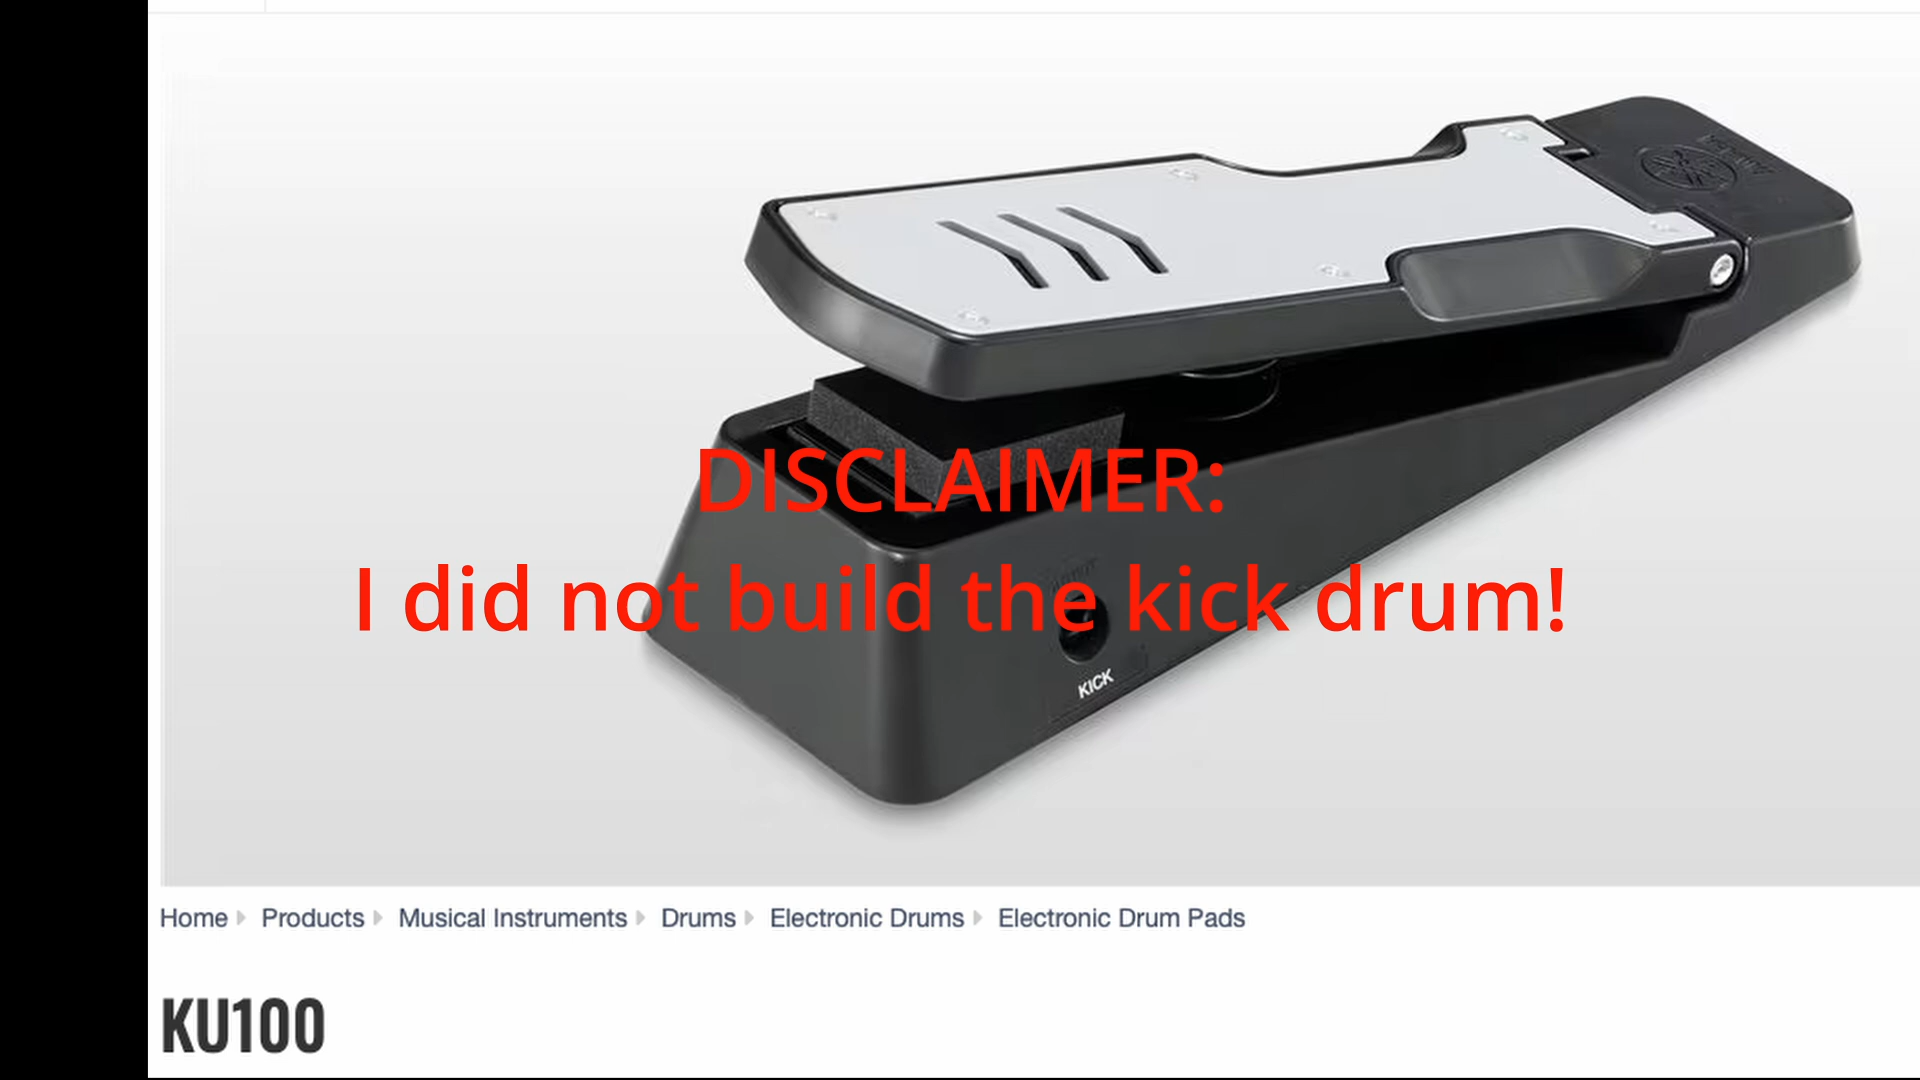 DISCLAIMER:
I did not build the kick drum!
KICK
Home Products Musical Instruments Drums Electronic Drums Electronic Drum Pads
KU100